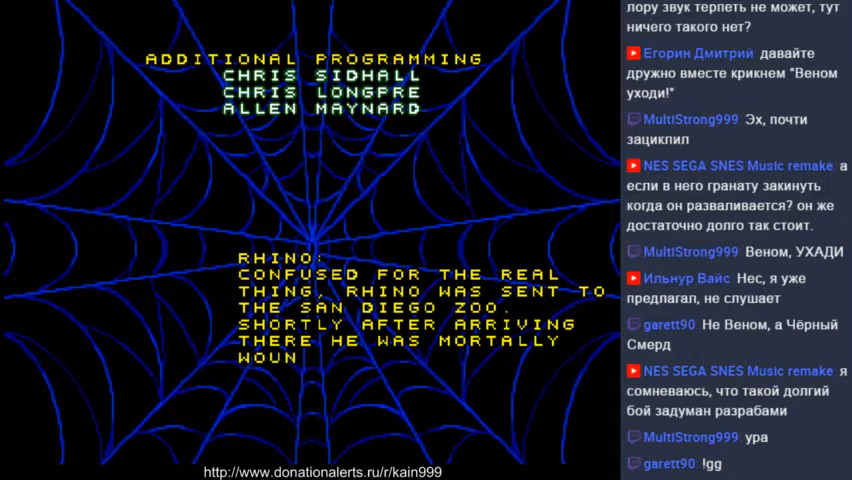 ADDITIONAL PROGRAMMING
CHRIS SIDHALL
CHRIS LONGPRE
ALLEN MAYNARD
RHINO:
CONFUSED FOR THE REAL
THING, RHINO WAS SENT TO
THE SAN DIEGO ZOO.
SHORTLY AFTER ARRIVING
THERE HE WAS MORTALLY
WOUN
http://www.donationalerts.ru/r/kain999
лору звук терпеть не может, тут
ничего такого нет?
Егорин Дмитрий давайте
дружно вместе крикнем "Веном
уходи!"
MultiStrong999: Эх, почти
зациклил
NES SEGA SNES Music remake а
если в него гранату закинуть
когда он разваливается? он же
достаточно долго так стоит.
MultiStrong999: Веном, УХАДИ
Ильнур Вайс Нес, я уже
предлагал, не слушает
garett90: Не Веном, а Чёрный
Смерд
NES SEGA SNES Music remake я
сомневаюсь, что такой долгий
бой задуман разрабами
MultiStrong999: ура
garett90: !gg